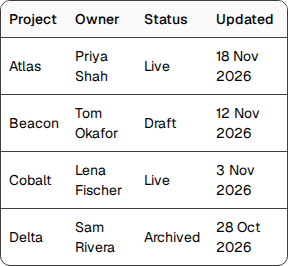 Project Owner Status Updated
Atlas Priya Shah Live 18 Nov 2026
Beacon Tom Okafor Draft 12 Nov 2026
Cobalt Lena Fischer Live 3 Nov 2026
Delta Sam Rivera Archived 28 Oct 2026